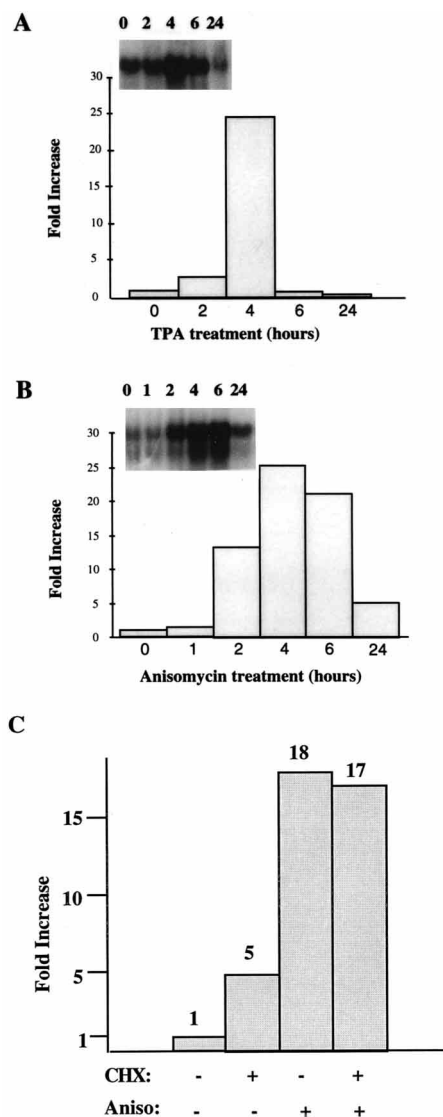 A
0 2 4 6 24
30
25
20
15
10
5
0
Fold Increase
0 2 4 6 24
TPA treatment (hours)
B
0 1 2 4 6 24
30
25
20
15
10
5
0
Fold Increase
0 1 2 4 6 24
Anisomycin treatment (hours)
C
18
17
15
10
5
5
1
1
Fold Increase
CHX: - + - +
Aniso: - - + +